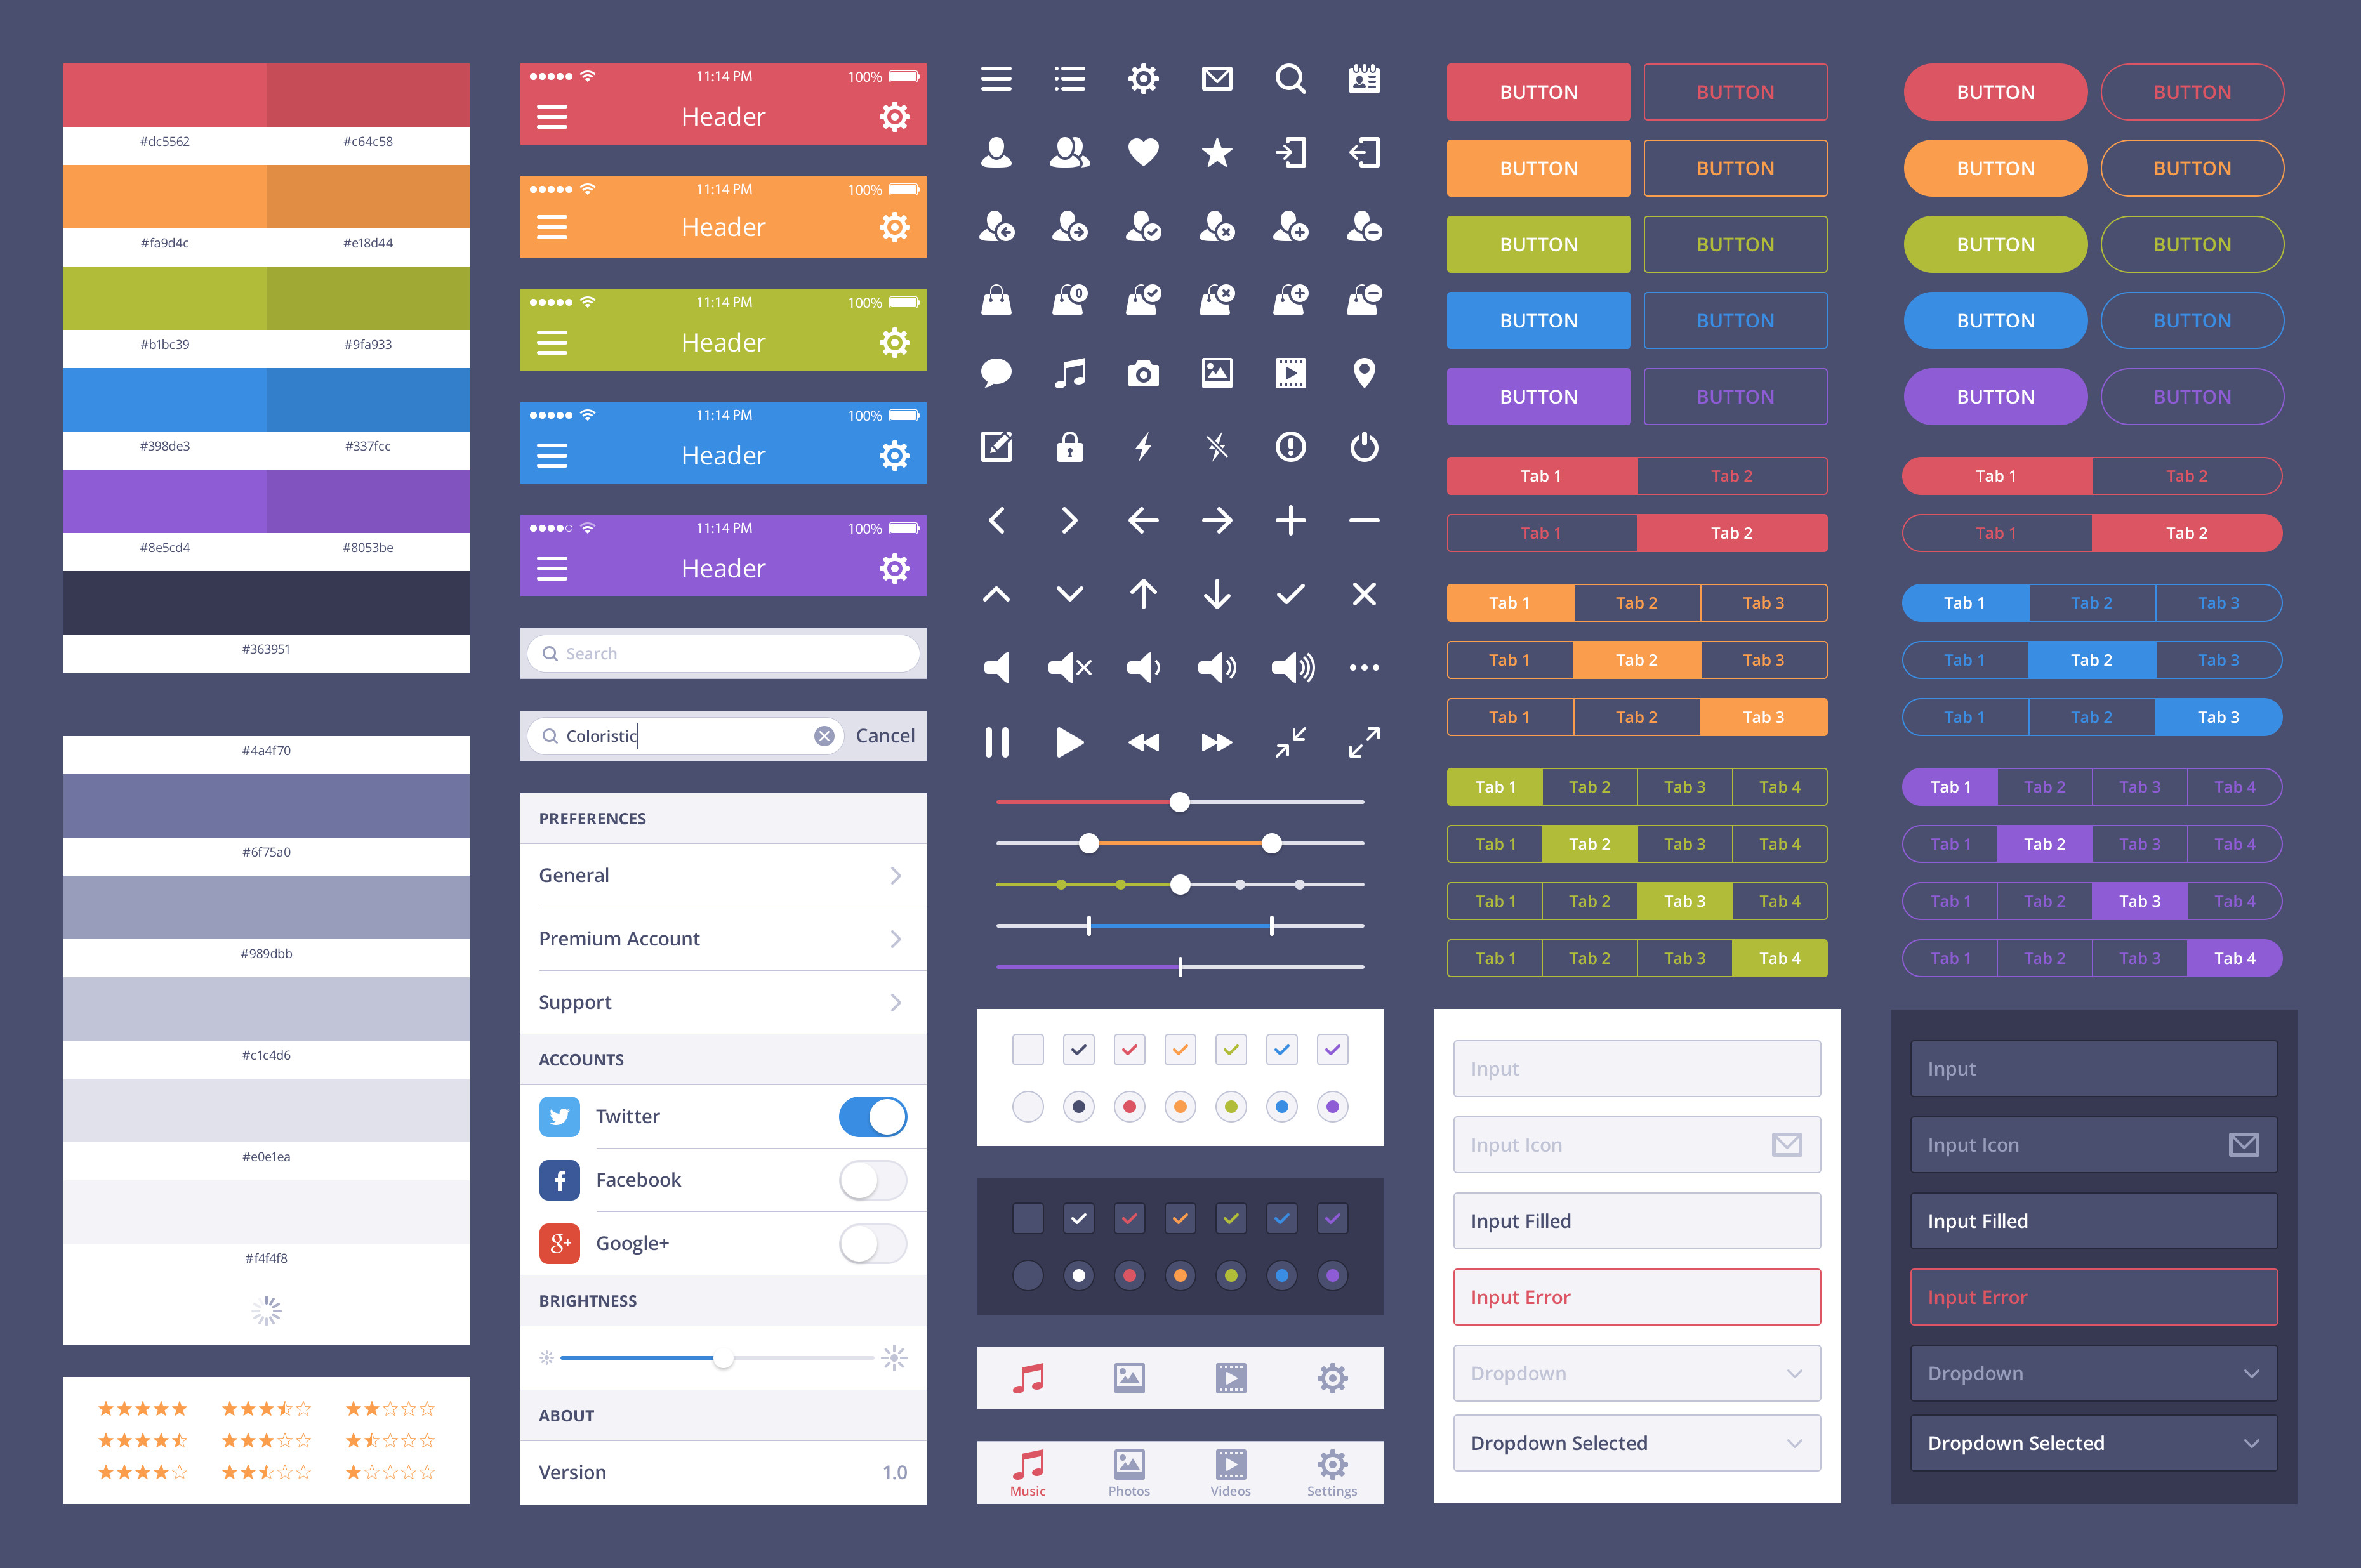 #dc5562 #c64c58
#fa9d4c #e18d44
#b1bc39 #9fa933
#398de3 #337fcc
#8e5cd4 #8053be
#363951
#4a4f70
#6f75a0
#989dbb
#c1c4d6
#e0e1ea
#f4f4f8
11:14 PM 100%
Header
11:14 PM 100%
Header
11:14 PM 100%
Header
11:14 PM 100%
Header
11:14 PM 100%
Header
Search
Coloristic Cancel
PREFERENCES
General
Premium Account
Support
ACCOUNTS
Twitter
f Facebook
g+ Google+
BRIGHTNESS
ABOUT
Version 1.0
0
Music Photos Videos Settings
BUTTON BUTTON
BUTTON BUTTON
BUTTON BUTTON
BUTTON BUTTON
BUTTON BUTTON
Tab 1 Tab 2
Tab 1 Tab 2
Tab 1 Tab 2 Tab 3
Tab 1 Tab 2 Tab 3
Tab 1 Tab 2 Tab 3
Tab 1 Tab 2 Tab 3 Tab 4
Tab 1 Tab 2 Tab 3 Tab 4
Tab 1 Tab 2 Tab 3 Tab 4
Tab 1 Tab 2 Tab 3 Tab 4
Input
Input Icon
Input Filled
Input Error
Dropdown
Dropdown Selected
BUTTON BUTTON
BUTTON BUTTON
BUTTON BUTTON
BUTTON BUTTON
BUTTON BUTTON
Tab 1 Tab 2
Tab 1 Tab 2
Tab 1 Tab 2 Tab 3
Tab 1 Tab 2 Tab 3
Tab 1 Tab 2 Tab 3
Tab 1 Tab 2 Tab 3 Tab 4
Tab 1 Tab 2 Tab 3 Tab 4
Tab 1 Tab 2 Tab 3 Tab 4
Tab 1 Tab 2 Tab 3 Tab 4
Input
Input Icon
Input Filled
Input Error
Dropdown
Dropdown Selected